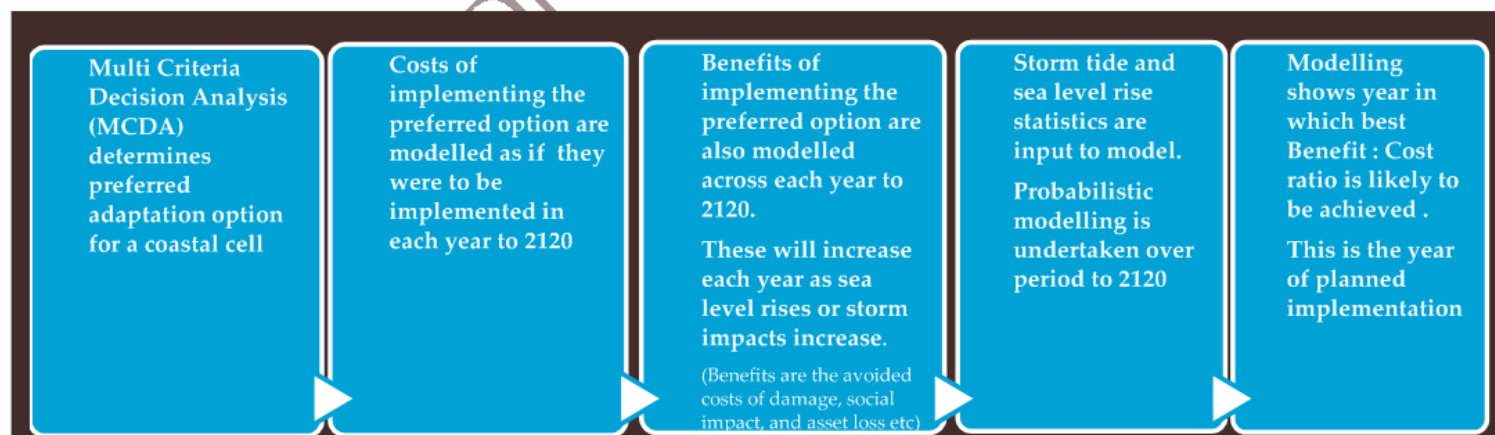 Multi Criteria
Decision Analysis
(MCDA)
determines
preferred
adaptation option
for a coastal cell
Costs of
implementing the
preferred option are
modelled as if they
were to be
implemented in
each year to 2120
Benefits of
implementing the
preferred option are
also modelled
across each year to
2120.
These will increase
each year as sea
level rises or storm
impacts increase.
(Benefits are the avoided
costs of damage, social
impact, and asset loss etc)
Storm tide and
sea level rise
statistics are
input to model.
Probabilistic
modelling is
undertaken over
period to 2120
Modelling
shows year in
which best
Benefit : Cost
ratio is likely to
be achieved .
This is the year
of planned
implementation